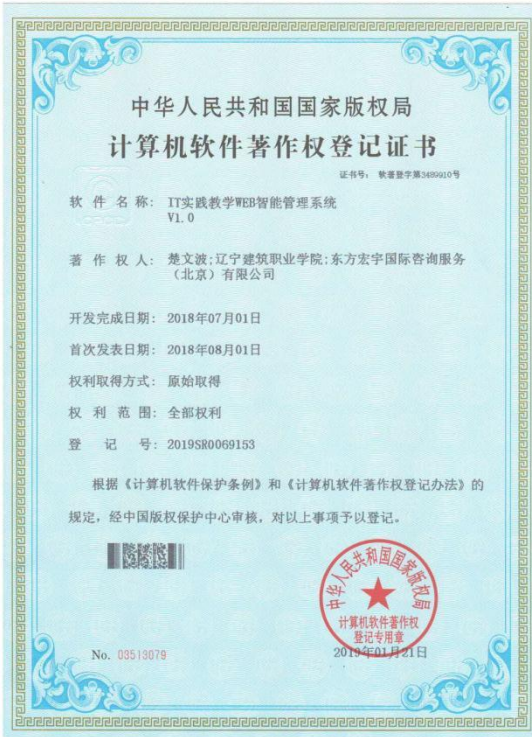 中华人民共和国国家版权局
计算机软件著作权登记证书
证书号： 软著登字第3489910号
软 件 名 称： IT实践教学WEB智能管理系统
V1.0
著 作 权 人： 楚文波;辽宁建筑职业学院;东方宏宇国际咨询服务
（北京）有限公司
开发完成日期： 2018年07月01日
首次发表日期： 2018年08月01日
权利取得方式： 原始取得
权 利 范 围： 全部权利
登 记 号： 2019SR0069153
根据《计算机软件保护条例》和《计算机软件著作权登记办法》的
规定，经中国版权保护中心审核，对以上事项予以登记。
中华人民共和国国家版权局
计算机软件著作权
登记专用章
No. 03513079
2019年01月21日